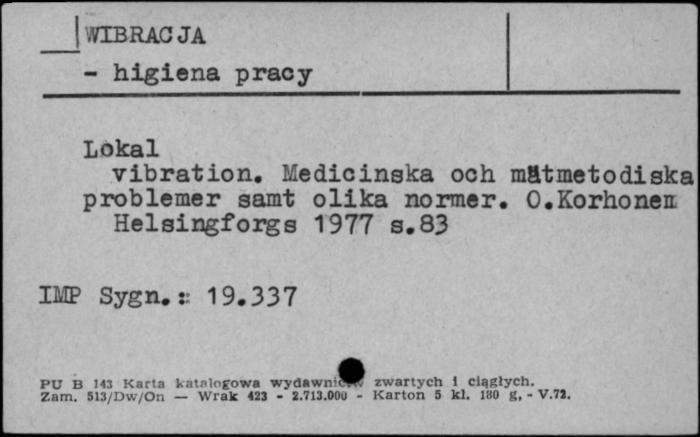 WIBRACJA
- higiena pracy
Lokal
vibration. Medicinska och mätmetodiska
problemer samt olika normer. O.Korhonen
Helsingforgs 1977 s.83
IMP Sygn.: 19.337
PU B 143 Karta katalogowa zwartych i ciągłych.
Zam. 513/Dw/On — Wrak 423 - 2.713.000 - Karton 5 kl. 180 g. - V.72.